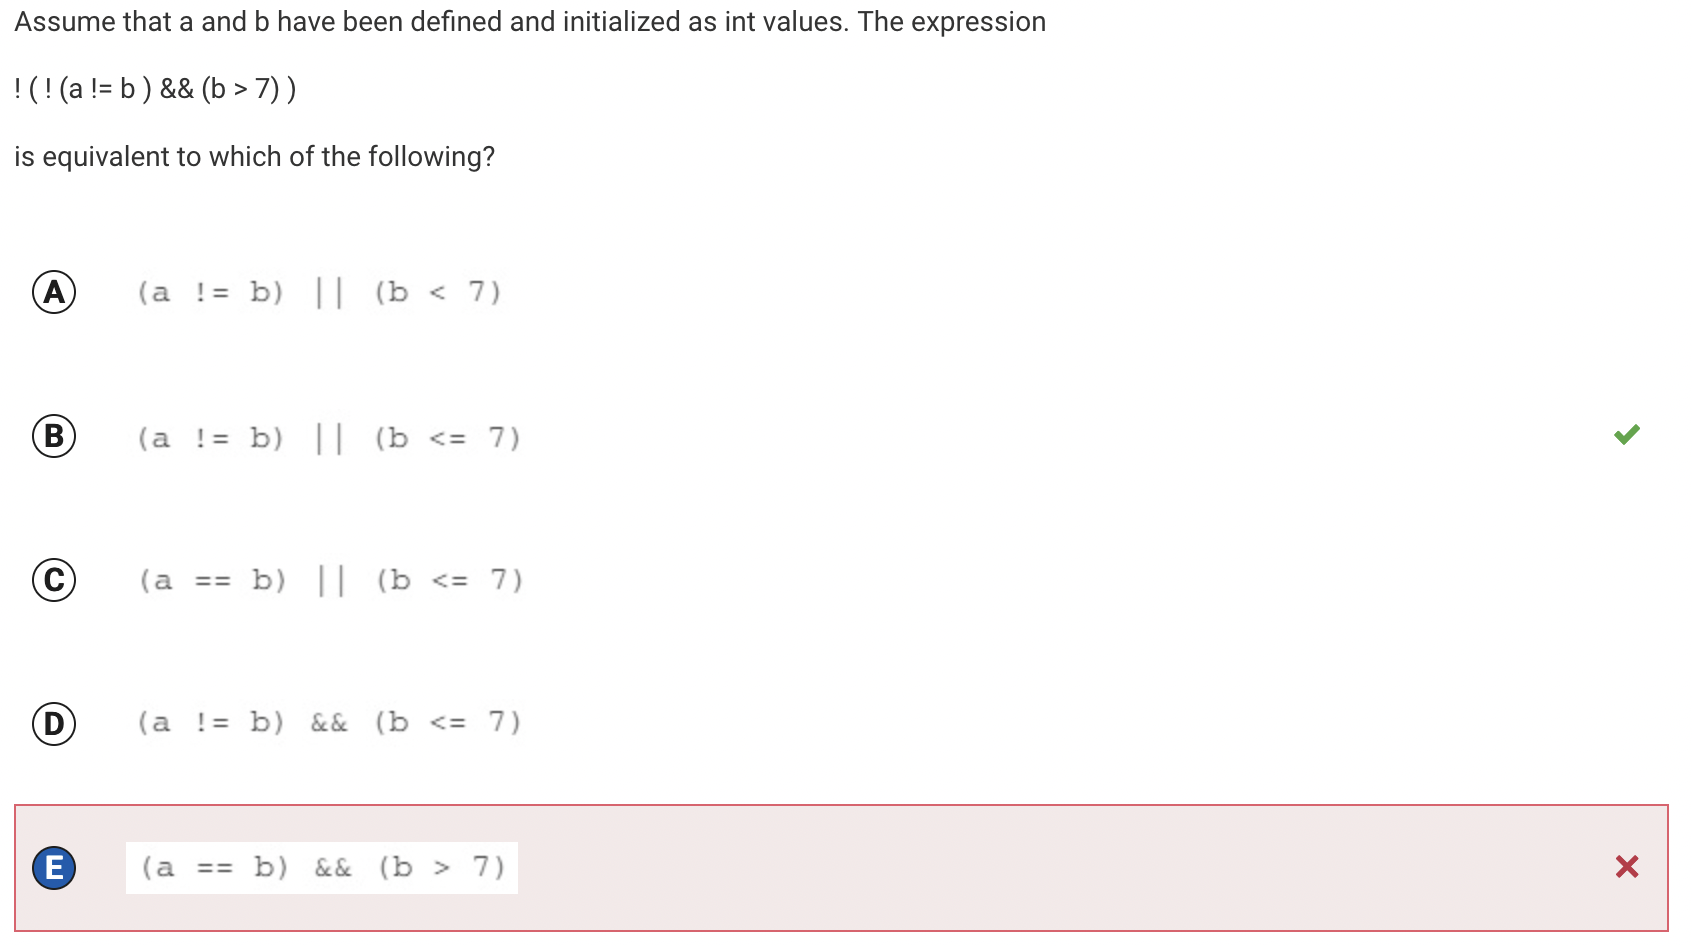 Assume that a and b have been defined and initialized as int values. The expression
! ( ! (a != b ) && (b > 7) )
is equivalent to which of the following?
A (a != b) || (b < 7)
B (a != b) || (b <= 7)
C (a == b) || (b <= 7)
D (a != b) && (b <= 7)
E (a == b) && (b > 7)